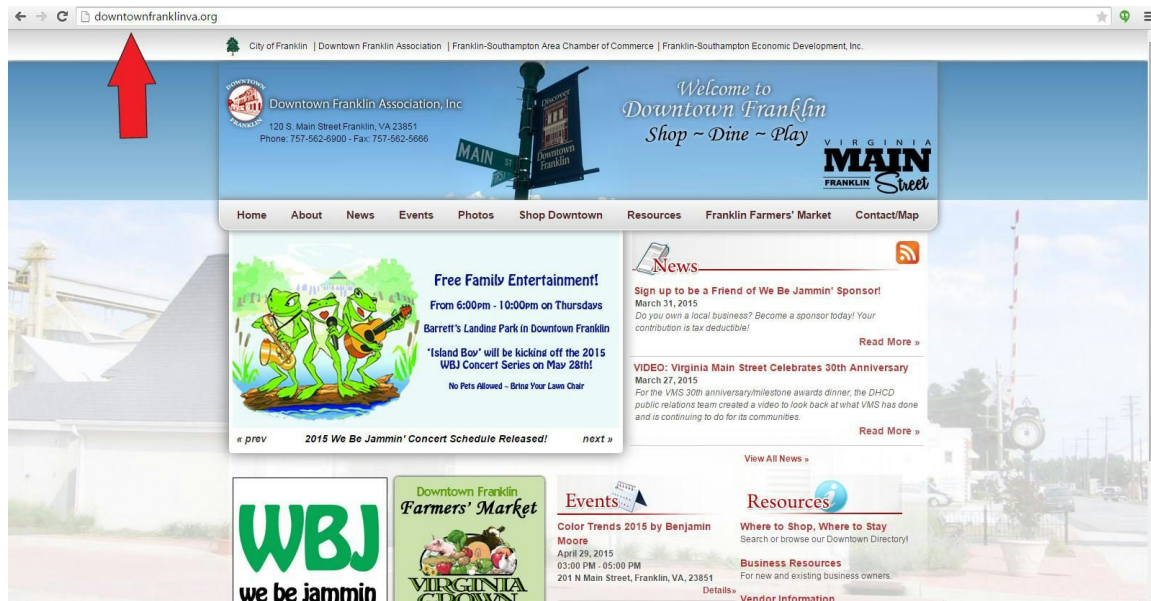 downtownfranklinva.org
City of Franklin | Downtown Franklin Association | Franklin-Southampton Area Chamber of Commerce | Franklin-Southampton Economic Development, Inc.
DOWNTOWN
FRANKLIN
Downtown Franklin Association, Inc
120 S. Main Street Franklin, VA 23851
Phone: 757-562-6900 - Fax: 757-562-5666
MAIN ST
Discover
Downtown
Franklin
Welcome to
Downtown Franklin
Shop ~ Dine ~ Play
VIRGINIA
MAIN
FRANKLIN Street
Home About News Events Photos Shop Downtown Resources Franklin Farmers' Market Contact/Map
Free Family Entertainment!
From 6:00pm - 10:00pm on Thursdays
Barrett's Landing Park in Downtown Franklin
'Island Boy' will be kicking off the 2015
WBJ Concert Series on May 28th!
No Pets Allowed ~ Bring Your Lawn Chair
« prev 2015 We Be Jammin' Concert Schedule Released! next »
News
Sign up to be a Friend of We Be Jammin' Sponsor!
March 31, 2015
Do you own a local business? Become a sponsor today! Your
contribution is tax deductible!
Read More »
VIDEO: Virginia Main Street Celebrates 30th Anniversary
March 27, 2015
For the VMS 30th anniversary/milestone awards dinner, the DHCD
public relations team created a video to look back at what VMS has done
and is continuing to do for its communities.
Read More »
View All News »
WBJ
we be jammin
Downtown Franklin
Farmers' Market
VIRGINIA
GROWN
Events
Color Trends 2015 by Benjamin
Moore
April 29, 2015
03:00 PM - 05:00
PM
201 N Main Street, Franklin, VA, 23851
Details»
Resources
Where to Shop, Where to Stay
Search or browse our Downtown Directory!
Business Resources
For new and existing business owners.
Vendor Information